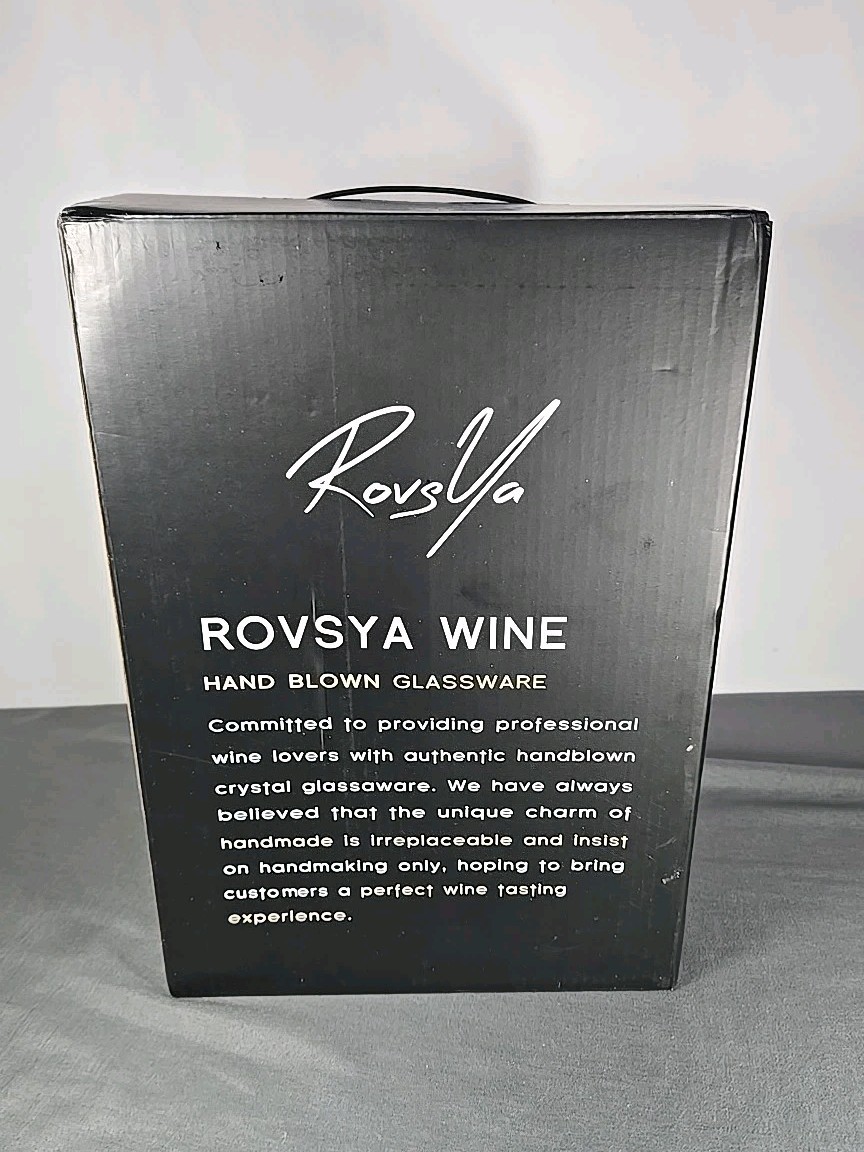 RovsYa
ROVSYA WINE
HAND BLOWN GLASSWARE
Committed to providing professional
wine lovers with authentic handblown
crystal glassaware. We have always
believed that the unique charm of
handmade is irreplaceable and insist
on handmaking only, hoping to bring
customers a perfect wine tasting
experience.